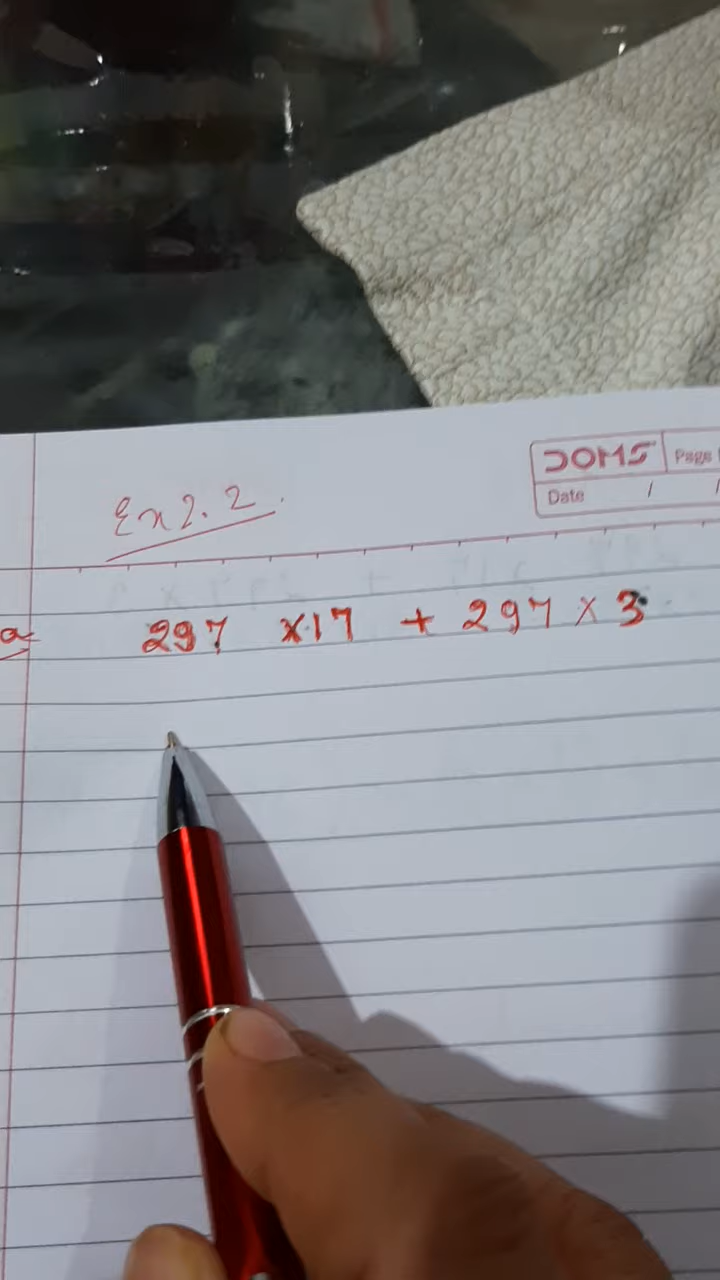 DOMS Page
Date / /
Ex 2.2.
a 297 × 17 + 297 × 3